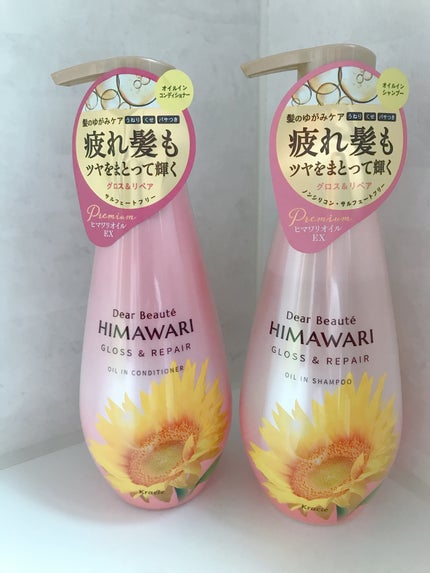 オイルイン
コンディショナー
髪のゆがみケア うねり くせ パサつき
疲れ髪も
ツヤをまとって輝く
グロス&リペア
サルフェートフリー
Premium
ヒマワリオイル
EX
Dear Beauté
HIMAWARI
GLOSS & REPAIR
OIL IN CONDITIONER
Kracie
オイルイン
シャンプー
髪のゆがみケア うねり くせ パサつき
疲れ髪も
ツヤをまとって輝く
グロス&リペア
ノンシリコン・サルフェートフリー
Premium
ヒマワリオイル
EX
Dear Beauté
HIMAWARI
GLOSS & REPAIR
OIL IN SHAMPOO
Kracie